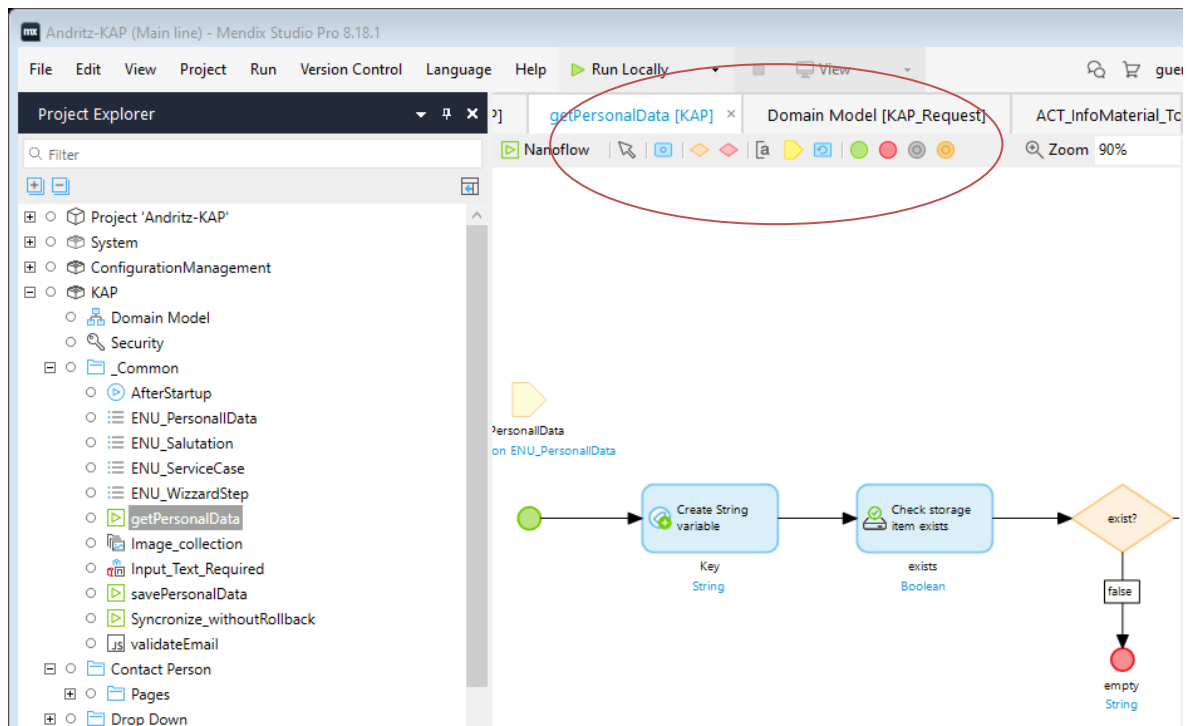 mx Andritz-KAP (Main line) - Mendix Studio Pro 8.18.1
File Edit View Project Run Version Control Language Help Run Locally View guer
Project Explorer
P] getPersonalData [KAP] × Domain Model [KAP_Request] ACT_InfoMaterial_To
Filter
Nanoflow Zoom 90%
Project 'Andritz-KAP'
System
ConfigurationManagement
KAP
Domain Model
Security
_Common
AfterStartup
ENU_PersonallData
ENU_Salutation
ENU_ServiceCase
ENU_WizzardStep
getPersonalData
Image_collection
Input_Text_Required
savePersonalData
Syncronize_withoutRollback
JS validateEmail
Contact Person
Pages
Drop Down
PersonallData
on ENU_PersonallData
Create String
variable
Key
String
Check storage
item exists
exists
Boolean
exist?
false
empty
String